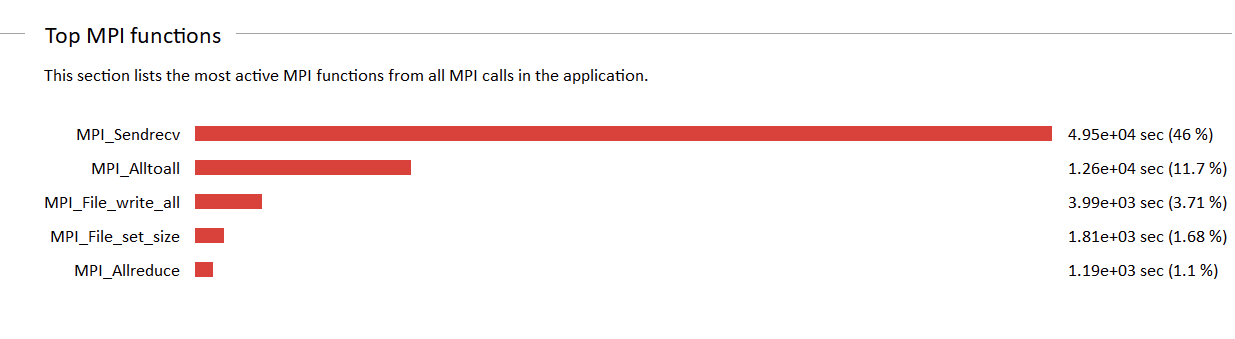 Top MPI functions
This section lists the most active MPI functions from all MPI calls in the application.
MPI_Sendrecv 4.95e+04 sec (46 %)
MPI_Alltoall 1.26e+04 sec (11.7 %)
MPI_File_write_all 3.99e+03 sec (3.71 %)
MPI_File_set_size 1.81e+03 sec (1.68 %)
MPI_Allreduce 1.19e+03 sec (1.1 %)